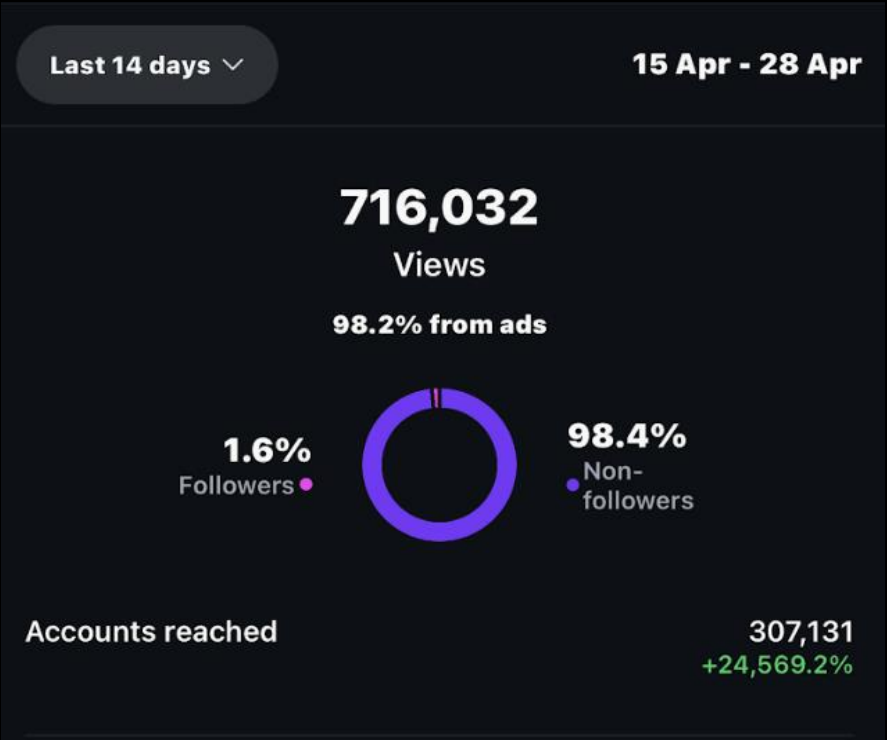 Last 14 days
15 Apr - 28 Apr
716,032
Views
98.2% from ads
1.6%
Followers
98.4%
Non-
followers
Accounts reached
307,131
+24,569.2%